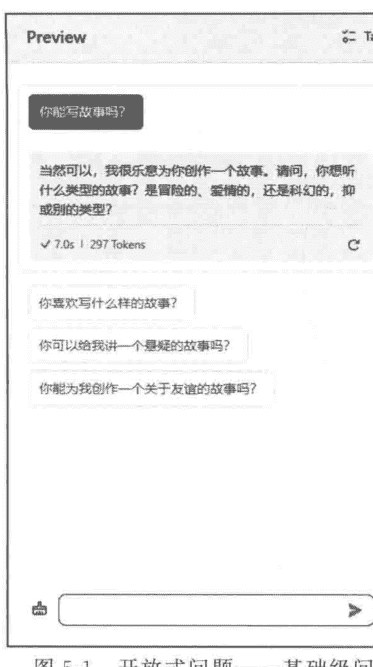 Preview
你能写故事吗？
当然可以，我很乐意为你创作一个故事。请问，你想听
什么类型的故事？是冒险的、爱情的，还是科幻的，抑
或别的类型？
7.0s | 297 Tokens
你喜欢写什么样的故事？
你可以给我讲一个悬疑的故事吗？
你能为我创作一个关于友谊的故事吗？
图 5-1 开放式问题——基础级问